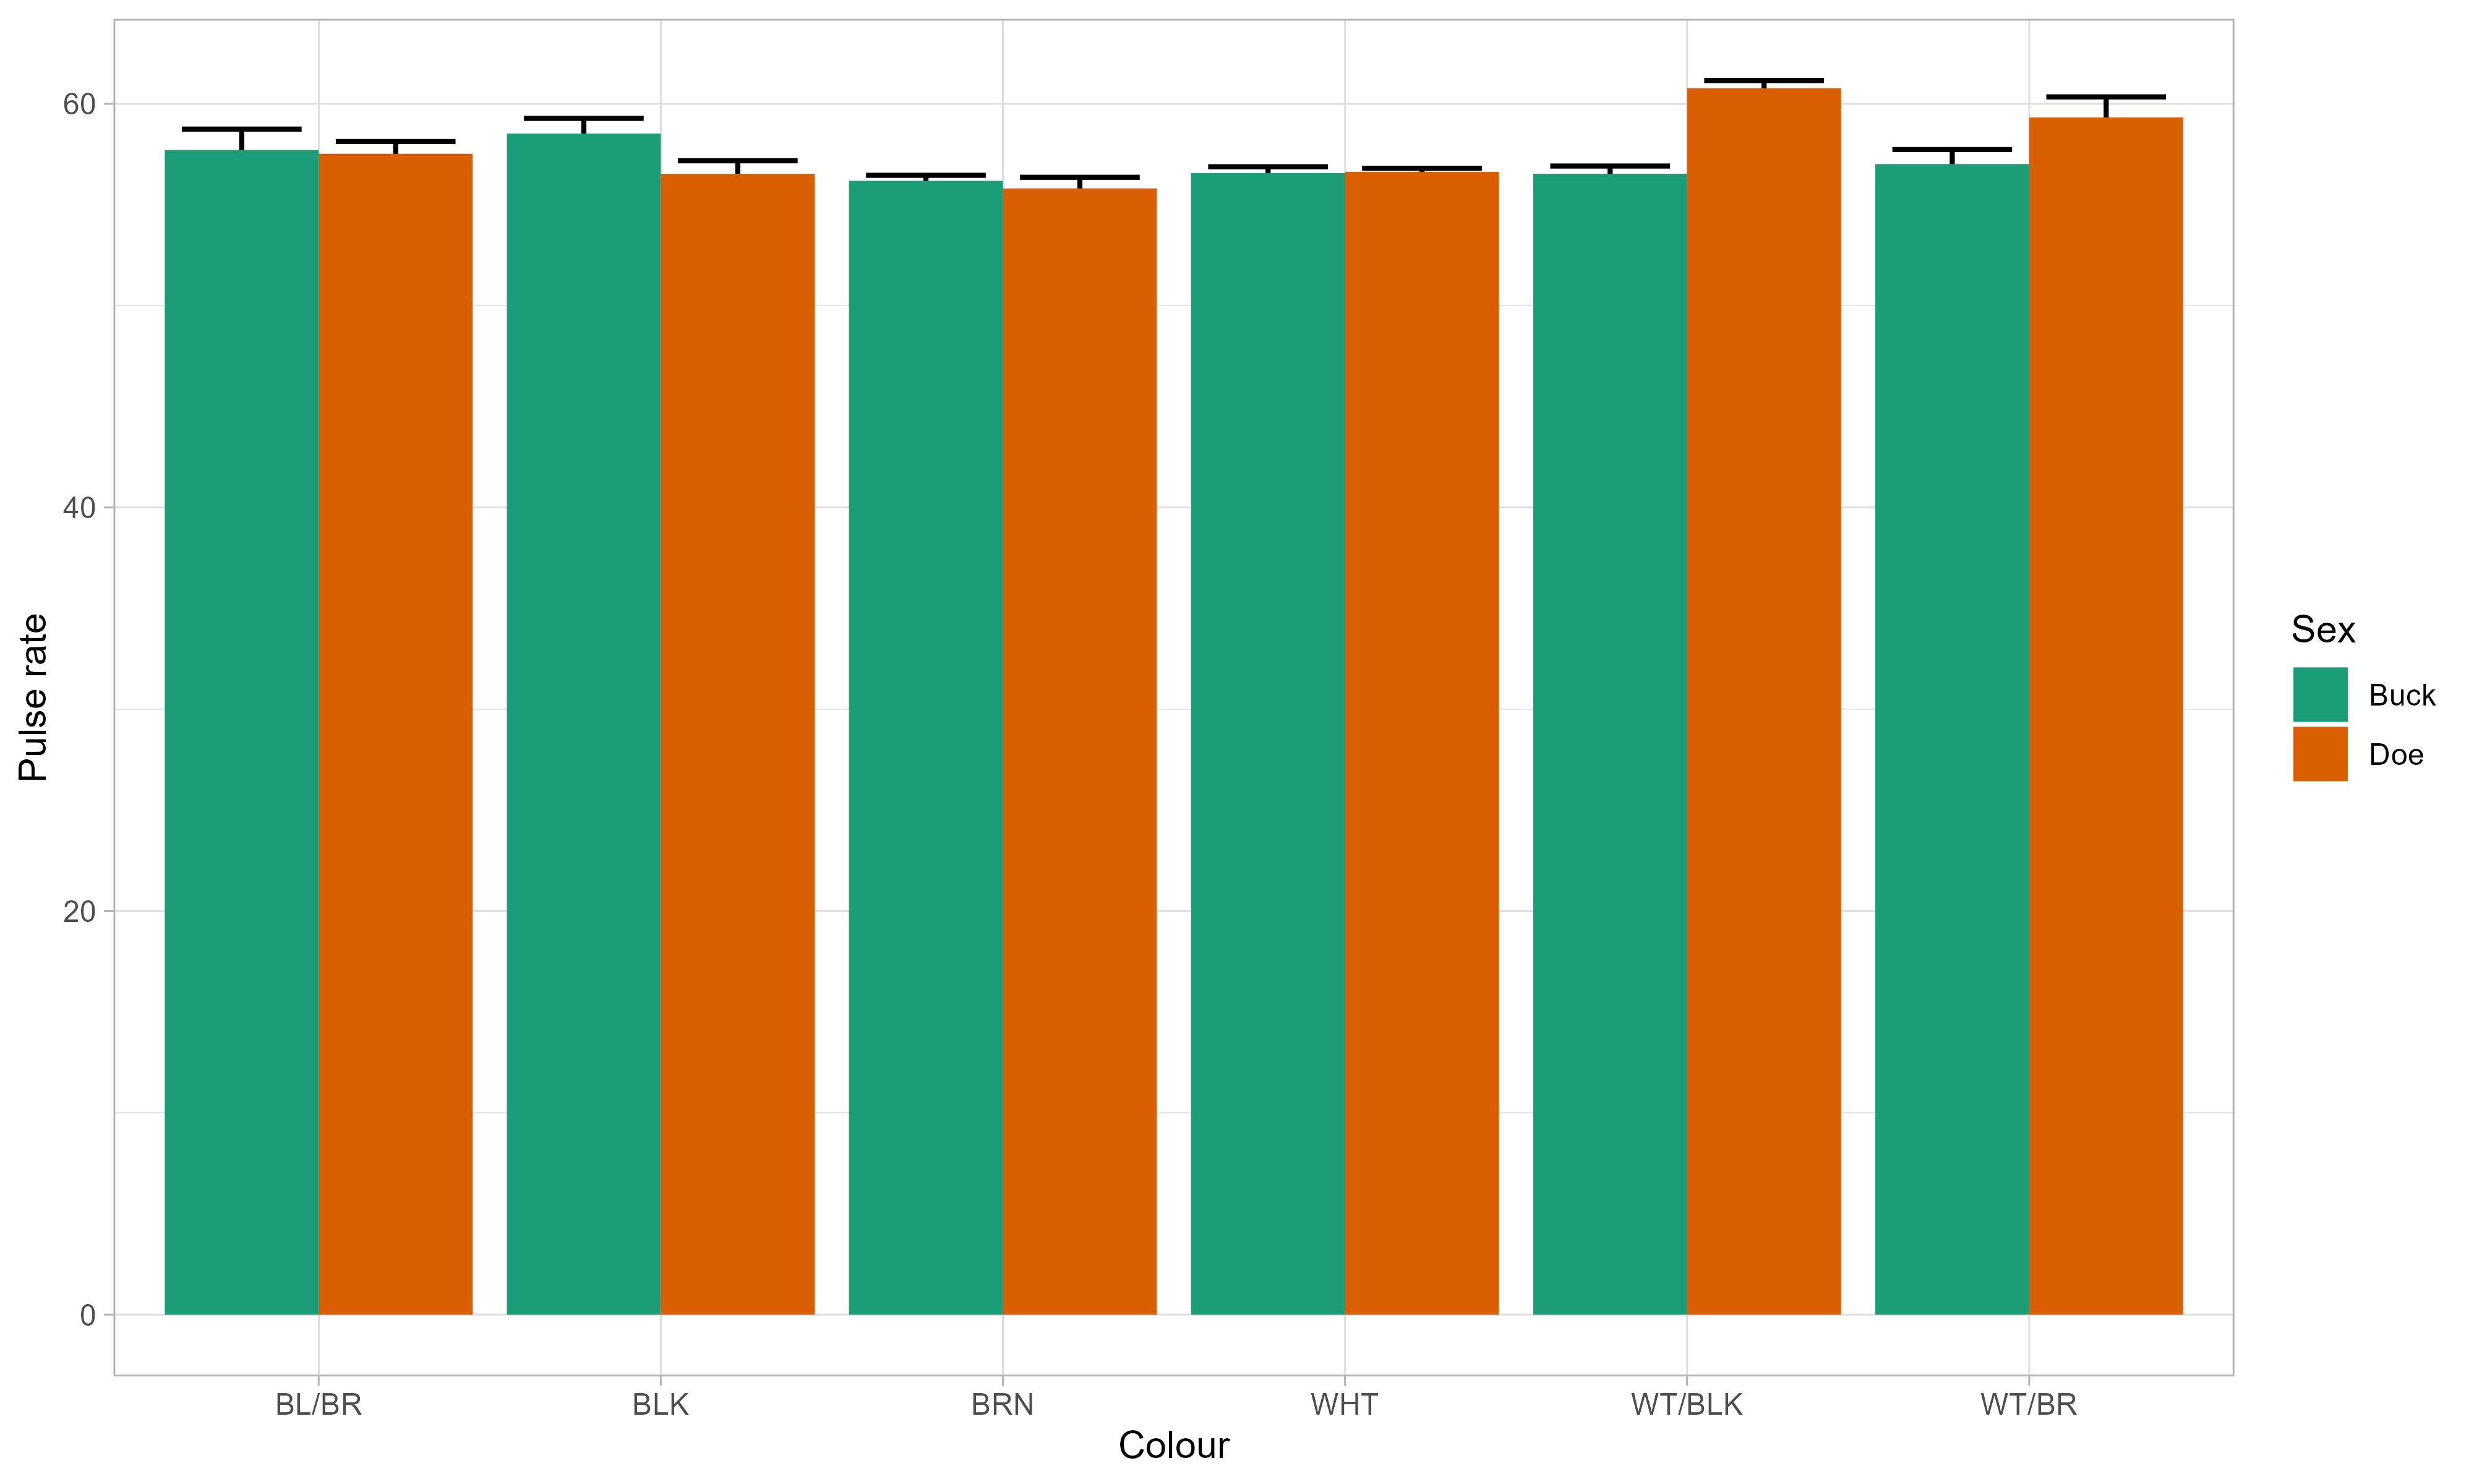 60
40
20
0
Pulse rate
BL/BR BLK BRN WHT WT/BLK WT/BR
Colour
Sex
Buck
Doe